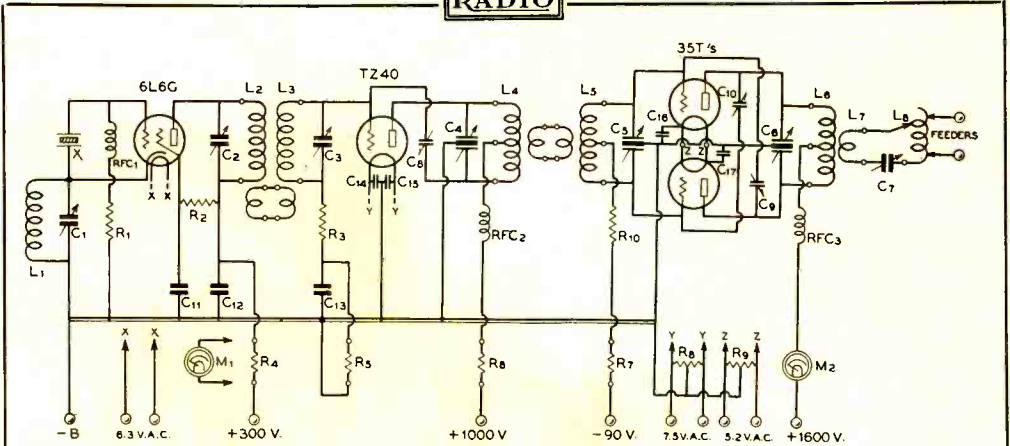 RADIO
6L6G
L2
L3
TZ40
L4
L5
35T's
L6
L7
L8
FEEDERS
X
RFC1
C1
L1
R1
X X
R2
C2
C3
C14
C15
Y Y
C8
C4
C5
C16
Z Z
C17
C10
C6
C9
C7
R3
RFC2
R10
RFC3
C11
C12
C13
X X
M1
R4
R5
R6
R7
Y Y Z Z
R8
R9
M2
-B
6.3 V.A.C.
+300 V.
+1000 V
-90 V.
7.5 V.A.C.
5.2 V.A.C.
+1600 V.